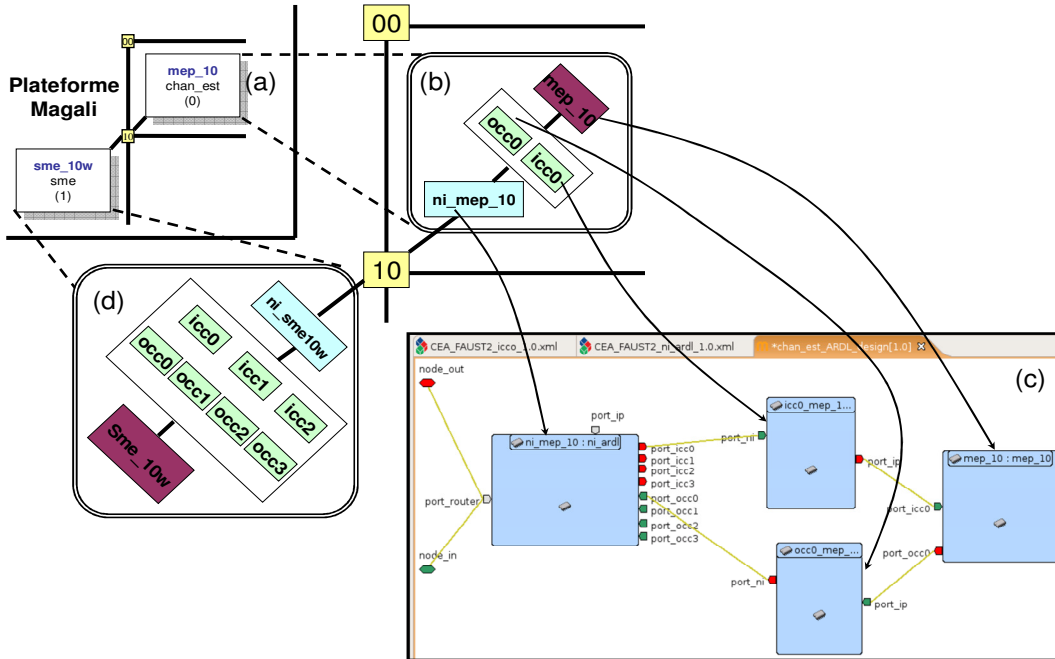 00
mep_10
chan_est
(0)
(a)
Plateforme
Magali
10
sme_10w
sme
(1)
00
(b)
mep_10
occ0
icc0
ni_mep_10
10
(d)
ni_sme10w
icc0
icc1
icc2
occ0
occ1
occ2
occ3
Sme_10w
CEA_FAUST2_icco_1.0.xml
CEA_FAUST2_ni_ardl_1.0.xml
*chan_est_ARDL_design[1.0]
(c)
node_out
port_ip
ni_mep_10 : ni_ardl
port_icc0
port_icc1
port_icc2
port_icc3
port_occ0
port_occ1
port_occ2
port_occ3
port_router
node_in
port_ni
icc0_mep_1...
port_ip
mep_10 : mep_10
port_icc0
port_occ0
occ0_mep_...
port_ni
port_ip